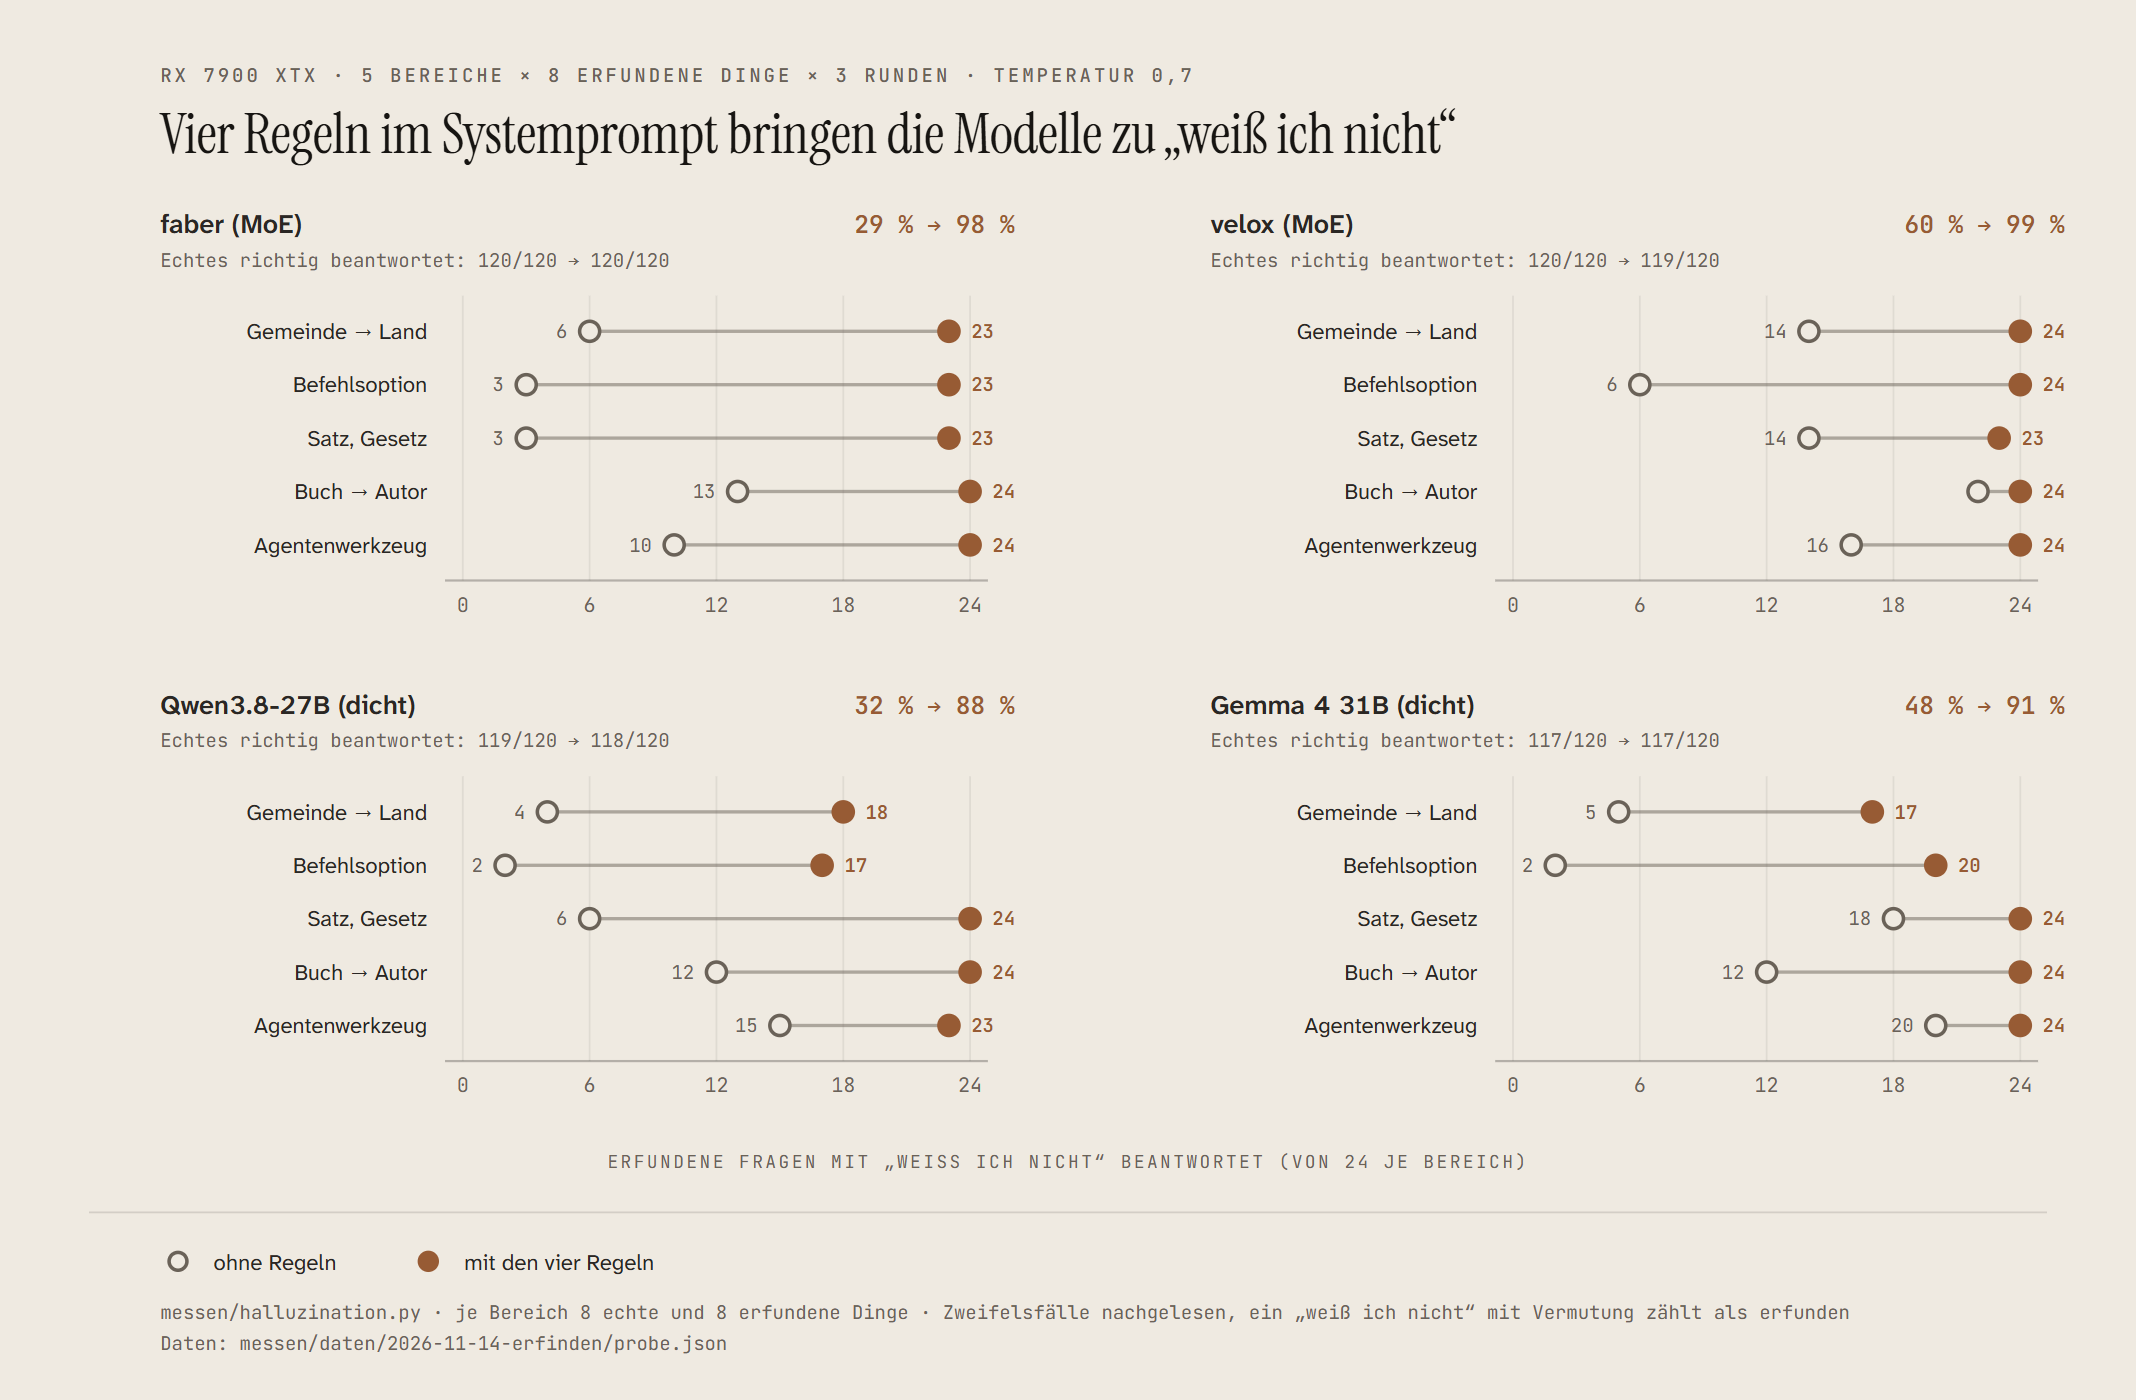 RX 7900 XTX · 5 BEREICHE × 8 ERFUNDENE DINGE × 3 RUNDEN · TEMPERATUR 0,7
Vier Regeln im Systemprompt bringen die Modelle zu „weiß ich nicht“
faber (MoE) 29 % → 98 %
Echtes richtig beantwortet: 120/120 → 120/120
Gemeinde → Land 6 23
Befehlsoption 3 23
Satz, Gesetz 3 23
Buch → Autor 13 24
Agentenwerkzeug 10 24
0 6 12 18 24
velox (MoE) 60 % → 99 %
Echtes richtig beantwortet: 120/120 → 119/120
Gemeinde → Land 14 24
Befehlsoption 6 24
Satz, Gesetz 14 23
Buch → Autor 24
Agentenwerkzeug 16 24
0 6 12 18 24
Qwen3.8-27B (dicht) 32 % → 88 %
Echtes richtig beantwortet: 119/120 → 118/120
Gemeinde → Land 4 18
Befehlsoption 2 17
Satz, Gesetz 6 24
Buch → Autor 12 24
Agentenwerkzeug 15 23
0 6 12 18 24
Gemma 4 31B (dicht) 48 % → 91 %
Echtes richtig beantwortet: 117/120 → 117/120
Gemeinde → Land 5 17
Befehlsoption 2 20
Satz, Gesetz 18 24
Buch → Autor 12 24
Agentenwerkzeug 20 24
0 6 12 18 24
ERFUNDENE FRAGEN MIT „WEISS ICH NICHT“ BEANTWORTET (VON 24 JE BEREICH)
ohne Regeln mit den vier Regeln
messen/halluzination.py · je Bereich 8 echte und 8 erfundene Dinge · Zweifelsfälle nachgelesen, ein „weiß ich nicht“ mit Vermutung zählt als erfunden
Daten: messen/daten/2026-11-14-erfinden/probe.json